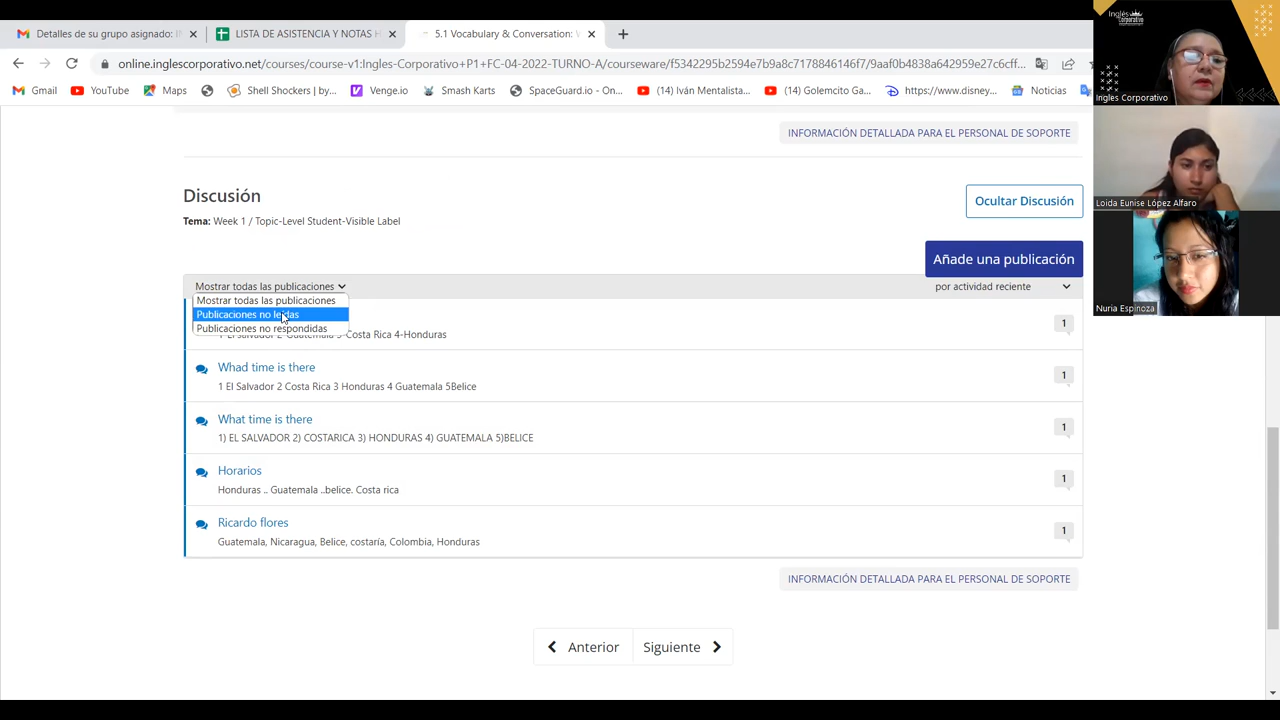 Detalles de su grupo asignado: II
LISTA DE ASISTENCIA Y NOTAS H
5.1 Vocabulary & Conversation: W
online.inglescorporativo.net/courses/course-v1:Ingles-Corporativo+P1+FC-04-2022-TURNO-A/courseware/f5342295b2594e7b9a8c7178846146f7/9aaf0b4838a642959e27c6cff...
Gmail
YouTube
Maps
Shell Shockers | by...
Venge.io
Smash Karts
SpaceGuard.io - On...
(14) Iván Mentalista...
(14) Golemcito Ga...
https://www.disney...
Noticias
INFORMACIÓN DETALLADA PARA EL PERSONAL DE SOPORTE
Discusión
Ocultar Discusión
Tema: Week 1 / Topic-Level Student-Visible Label
Añade una publicación
Mostrar todas las publicaciones
por actividad reciente
Mostrar todas las publicaciones
Publicaciones no leídas
Publicaciones no respondidas
Costa Rica 4-Honduras
1
Whad time is there
1 El Salvador 2 Costa Rica 3 Honduras 4 Guatemala 5Belice
1
What time is there
1) EL SALVADOR 2) COSTARICA 3) HONDURAS 4) GUATEMALA 5)BELICE
1
Horarios
Honduras .. Guatemala ..belice. Costa rica
1
Ricardo flores
Guatemala, Nicaragua, Belice, costaría, Colombia, Honduras
1
INFORMACIÓN DETALLADA PARA EL PERSONAL DE SOPORTE
Anterior
Siguiente
Inglés
Corporativo
Ingles Corporativo
Loida Eunise López Alfaro
Nuria Espinoza